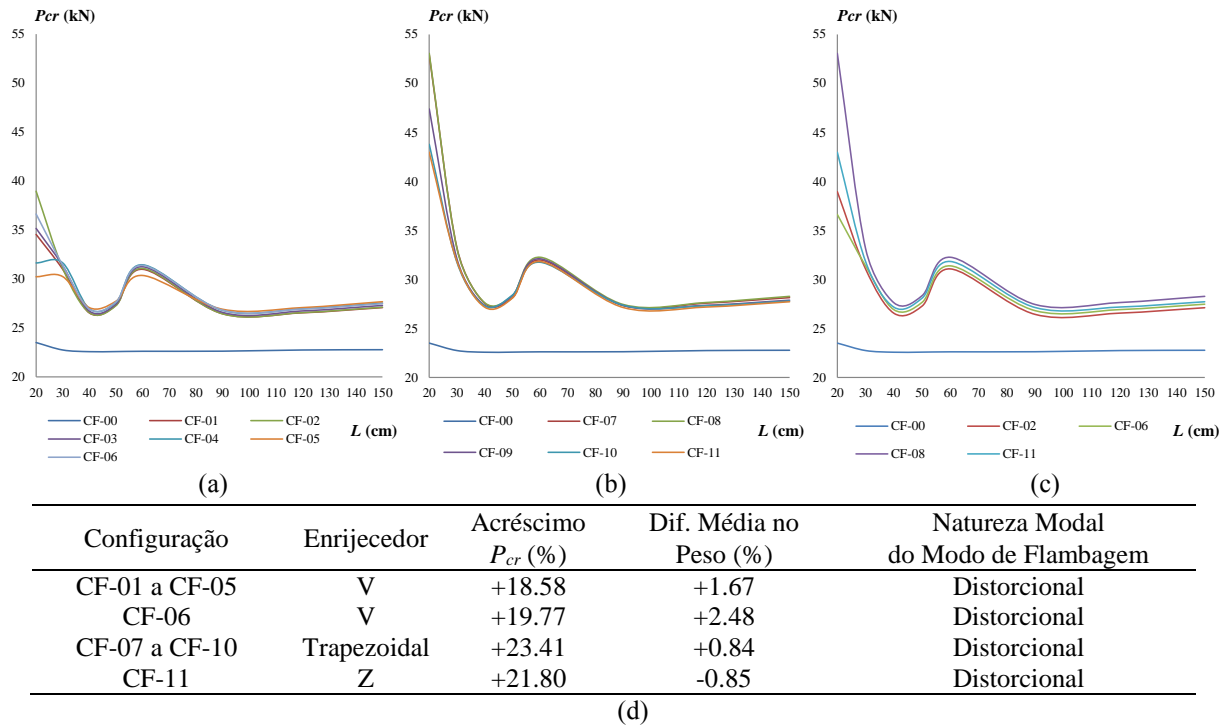 Pcr (kN)
55
50
45
40
35
30
25
20
20 30 40 50 60 70 80 90 100 110 120 130 140 150
CF-00 CF-01 CF-02
CF-03 CF-04 CF-05
CF-06
L (cm)
(a)
Pcr (kN)
55
50
45
40
35
30
25
20
20 30 40 50 60 70 80 90 100 110 120 130 140 150
CF-00 CF-07 CF-08
CF-09 CF-10 CF-11
L (cm)
(b)
Pcr (kN)
55
50
45
40
35
30
25
20
20 30 40 50 60 70 80 90 100 110 120 130 140 150
CF-00 CF-02 CF-06
CF-08 CF-11
L (cm)
(c)
Configuração Enrijecedor Acréscimo Pcr (%) Dif. Média no Peso (%) Natureza Modal do Modo de Flambagem
CF-01 a CF-05 V +18.58 +1.67 Distorcional
CF-06 V +19.77 +2.48 Distorcional
CF-07 a CF-10 Trapezoidal +23.41 +0.84 Distorcional
CF-11 Z +21.80 -0.85 Distorcional
(d)